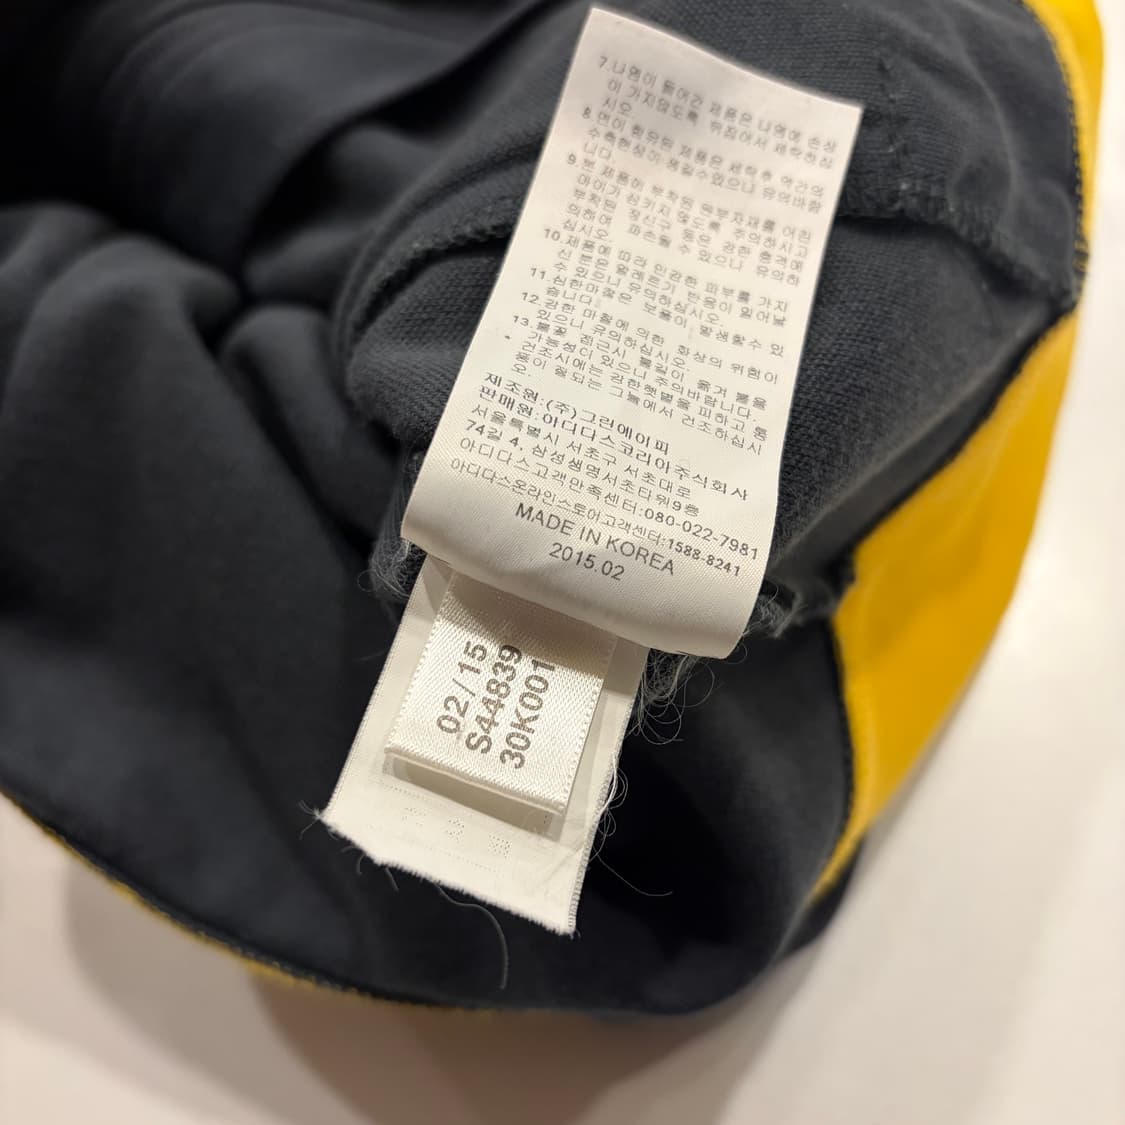 7.나염이 들어간 제품은 나염에 손상
이 가지않도록 뒤집어서 세탁하십
시오
8.면이 함유된 제품은 세탁후 약간의
수축현상이 생길수있으니 유의바랍
니다.
9.본 제품에 부착된 원부자재를 어린
아이가 삼키지 않도록 주의하시고
부착된 장신구 등은 강한 충격에
의하여 파손될 수 있으니 유의하
십시오.
10.제품에 따라 민감한 피부를 가지
신 분은 알레르기 반응이 일어날
수 있으니 유의하십시오.
11.심한마찰은 보풀이 발생할수 있
습니다.
12.강한 마찰에 의한 화상의 위험이
있으니 유의하십시오.
13.불꽃 접근시 불길이 옮겨 붙을
가능성이 있으니 주의바랍니다.
건조시에는 강한햇볕을 피하고 통
풍이 잘되는 그늘에서 건조하십시
오.
제조원:(주)그린에이피
판매원:아디다스코리아주식회사
서울특별시 서초구 서초대로
74길 4, 삼성생명서초타워9층
아디다스고객만족센터:080-022-7981
아디다스온라인스토어고객센터:1588-8241
MADE IN KOREA
2015.02
02/15
S44839
30K001